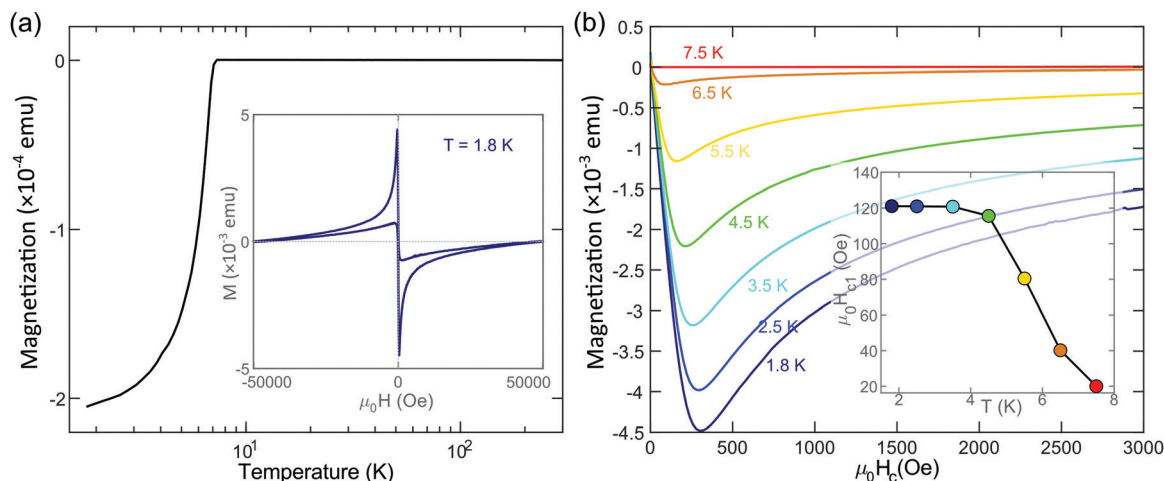 (a)
Magnetization (×10⁻⁴ emu)
0
-1
-2
10¹
10²
Temperature (K)
T = 1.8 K
M (×10⁻³ emu)
5
0
-5
-50000
0
50000
μ₀H (Oe)
(b)
Magnetization (×10⁻³ emu)
0
-0.5
-1
-1.5
-2
-2.5
-3
-3.5
-4
-4.5
0
500
1000
1500
2000
2500
3000
μ₀H꜀(Oe)
7.5 K
6.5 K
5.5 K
4.5 K
3.5 K
2.5 K
1.8 K
μ₀H꜀₁ (Oe)
140
120
100
80
60
40
20
2
4
6
8
T (K)